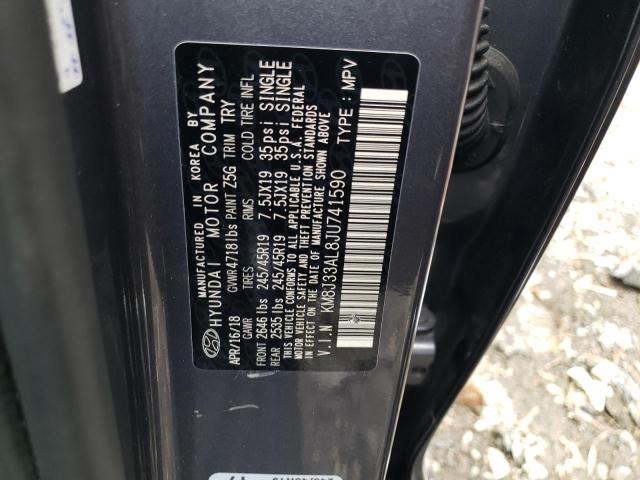 MANUFACTURED IN KOREA BY
HYUNDAI MOTOR COMPANY
APR/16/18 GVWR4718lbs PAINT Z5G TRIM TRY
GAWR TIRES RIMS COLD TIRE INFL
FRONT 2646 lbs 245/45R19 7.5JX19 35psi SINGLE
REAR 2535 lbs 245/45R19 7.5JX19 35psi SINGLE
THIS VEHICLE CONFORMS TO ALL APPLICABLE U.S.A. FEDERAL
MOTOR VEHICLE SAFETY AND THEFT PREVENTION STANDARDS
IN EFFECT ON THE DATE OF MANUFACTURE SHOWN ABOVE
V.I.N KM8J33AL8JU741590 TYPE : MPV